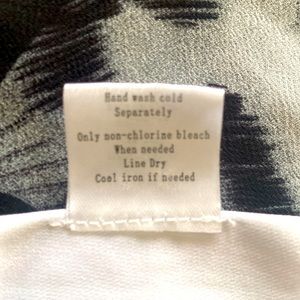 Hand wash cold
Separately
Only non-chlorine bleach
When needed
Line Dry
Cool iron if needed